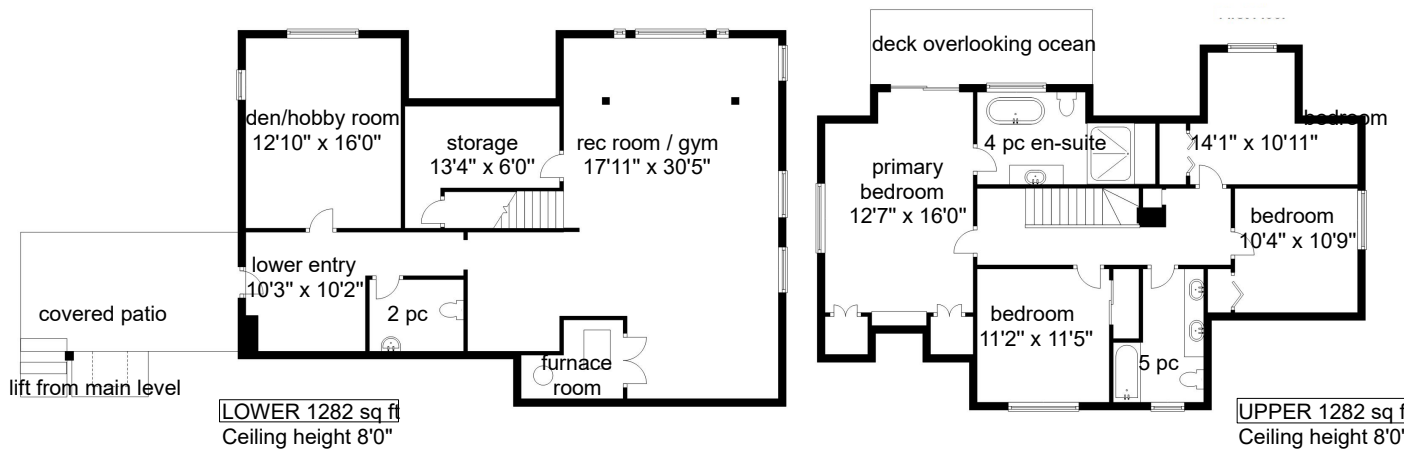 den/hobby room
12'10" x 16'0"
storage
13'4" x 6'0"
rec room / gym
17'11" x 30'5"
lower entry
10'3" x 10'2"
2 pc
covered patio
lift from main level
furnace
room
LOWER 1282 sq ft
Ceiling height 8'0"
deck overlooking ocean
4 pc en-suite
primary
bedroom
12'7" x 16'0"
bedroom
14'1" x 10'11"
bedroom
10'4" x 10'9"
bedroom
11'2" x 11'5"
5 pc
UPPER 1282 sq f
Ceiling height 8'0"